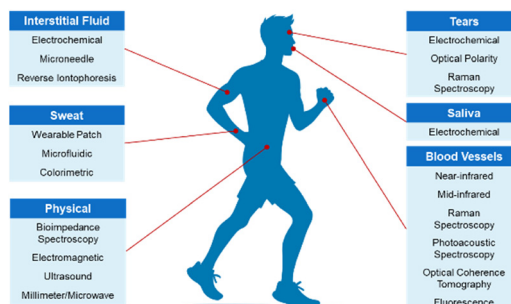 Interstitial Fluid
Electrochemical
Microneedle
Reverse Iontophoresis
Sweat
Wearable Patch
Microfluidic
Colorimetric
Physical
Bioimpedance
Spectroscopy
Electromagnetic
Ultrasound
Millimeter/Microwave
Tears
Electrochemical
Optical Polarity
Raman
Spectroscopy
Saliva
Electrochemical
Blood Vessels
Near-infrared
Mid-infrared
Raman
Spectroscopy
Photoacoustic
Spectroscopy
Optical Coherence
Tomography
Fluorescence